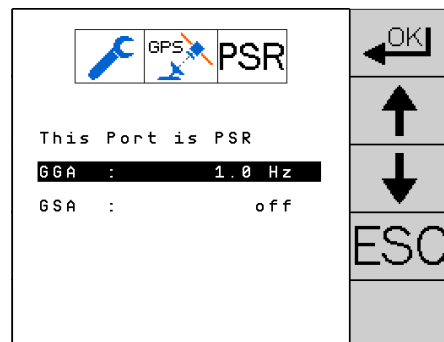 GPS PSR
OK
This Port is PSR
GGA : 1.0 Hz
GSA : off
ESC